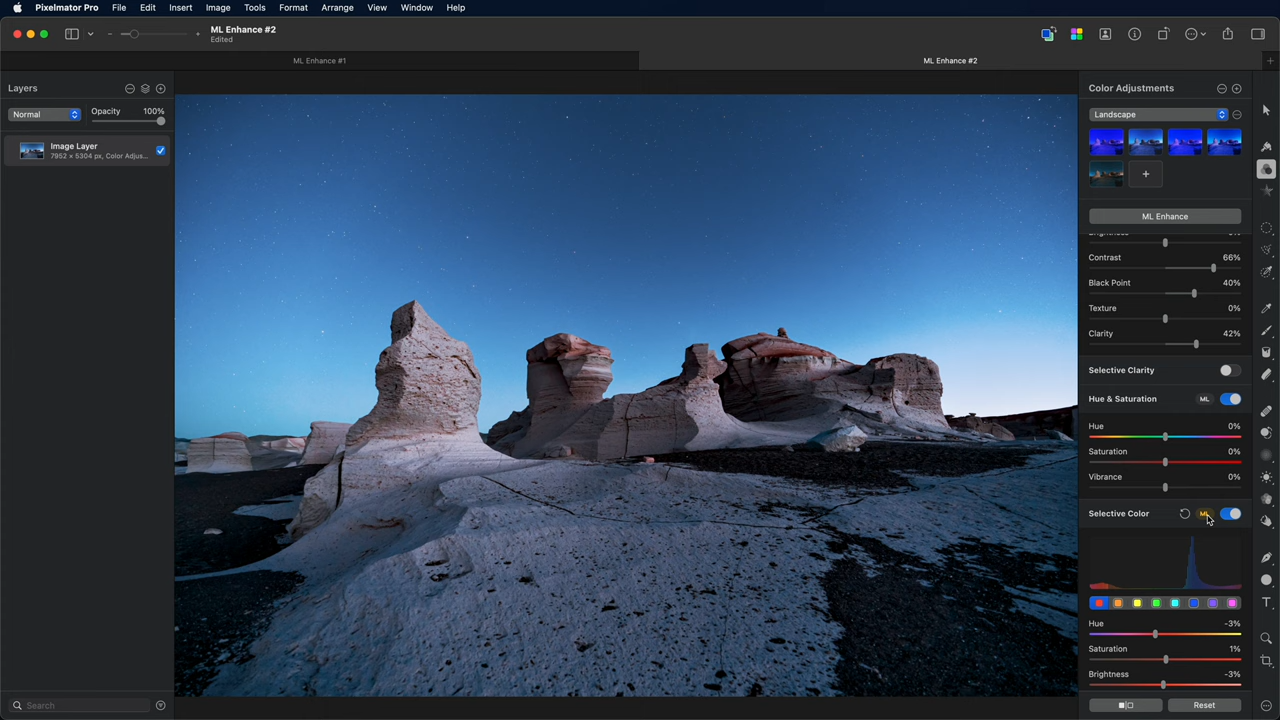 Pixelmator Pro File Edit Insert Image Tools Format Arrange View Window Help
ML Enhance #2
Edited
ML Enhance #1 ML Enhance #2
Layers
Normal Opacity 100%
Image Layer
7952 × 5304 px, Color Adjus...
Search
Color Adjustments
Landscape
ML Enhance
Contrast 66%
Black Point 40%
Texture 0%
Clarity 42%
Selective Clarity
Hue & Saturation ML
Hue 0%
Saturation 0%
Vibrance 0%
Selective Color ML
Hue -3%
Saturation 1%
Brightness -3%
Reset